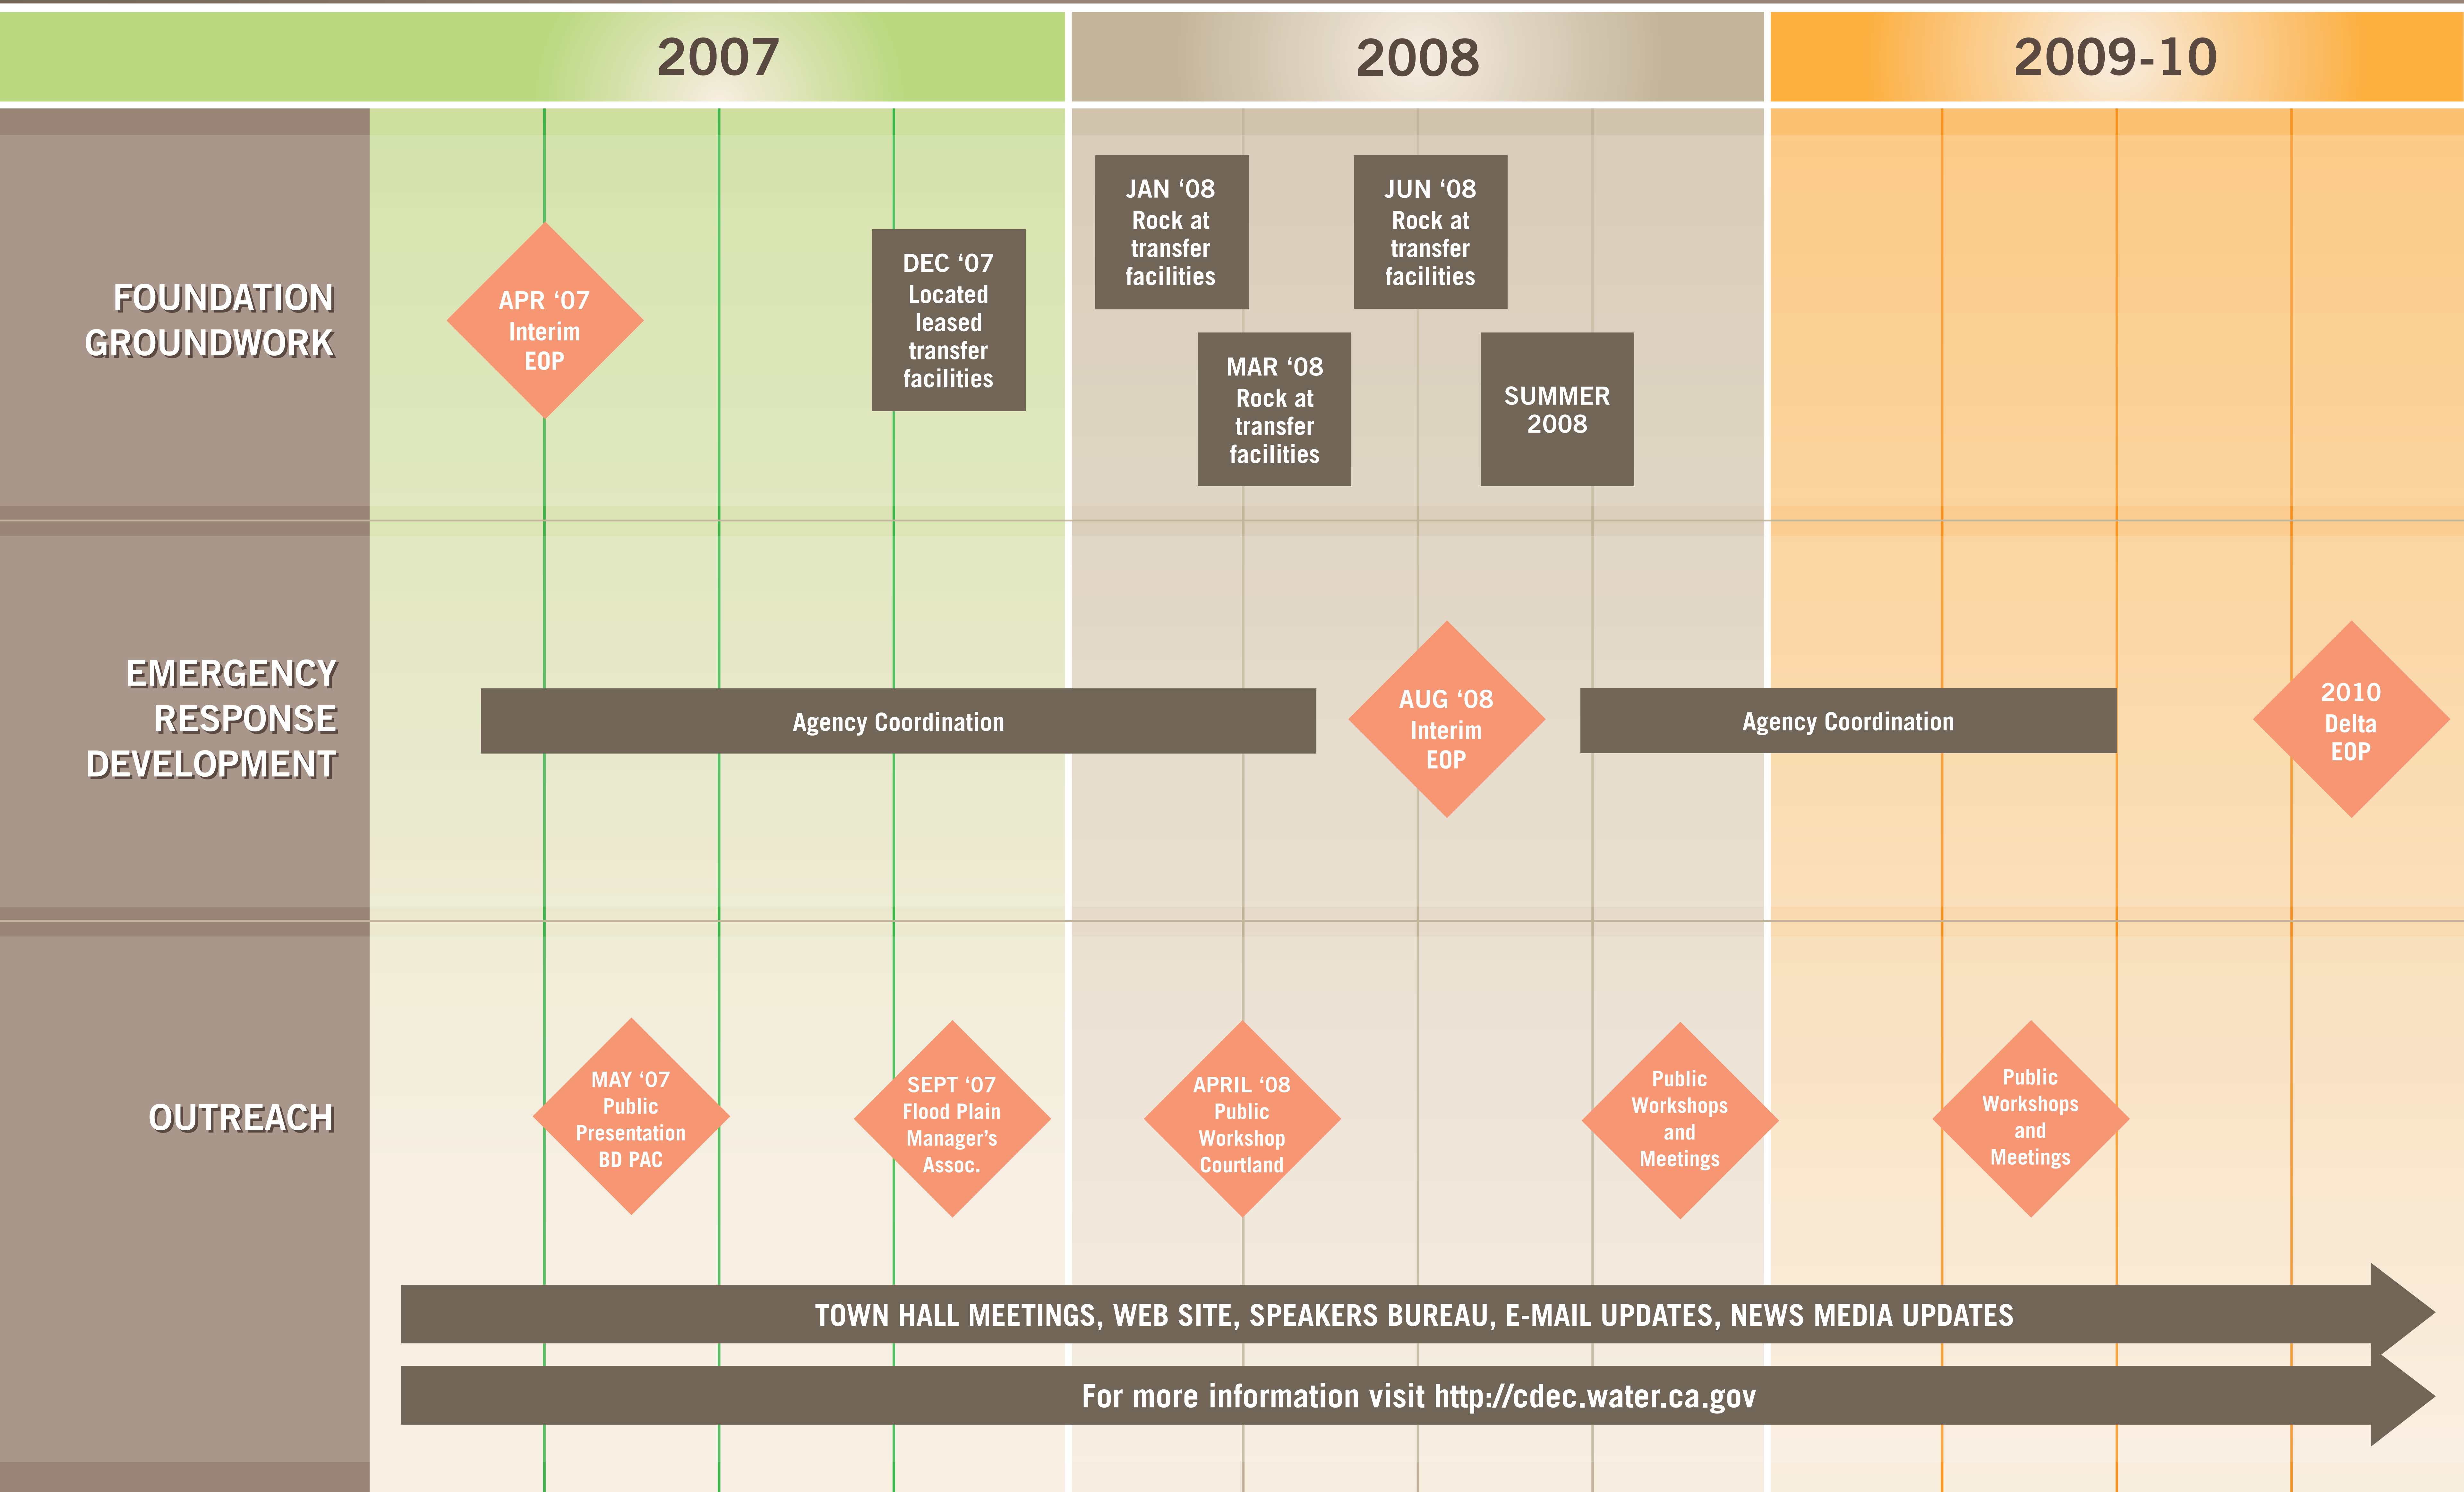 2007
2008
2009-10
FOUNDATION
GROUNDWORK
APR ‘07
Interim
EOP
DEC ‘07
Located
leased
transfer
facilities
JAN ‘08
Rock at
transfer
facilities
MAR ‘08
Rock at
transfer
facilities
JUN ‘08
Rock at
transfer
facilities
SUMMER
2008
EMERGENCY
RESPONSE
DEVELOPMENT
Agency Coordination
AUG ‘08
Interim
EOP
Agency Coordination
2010
Delta
EOP
OUTREACH
MAY ‘07
Public
Presentation
BD PAC
SEPT ‘07
Flood Plain
Manager’s
Assoc.
APRIL ‘08
Public
Workshop
Courtland
Public
Workshops
and
Meetings
Public
Workshops
and
Meetings
TOWN HALL MEETINGS, WEB SITE, SPEAKERS BUREAU, E-MAIL UPDATES, NEWS MEDIA UPDATES
For more information visit http://cdec.water.ca.gov